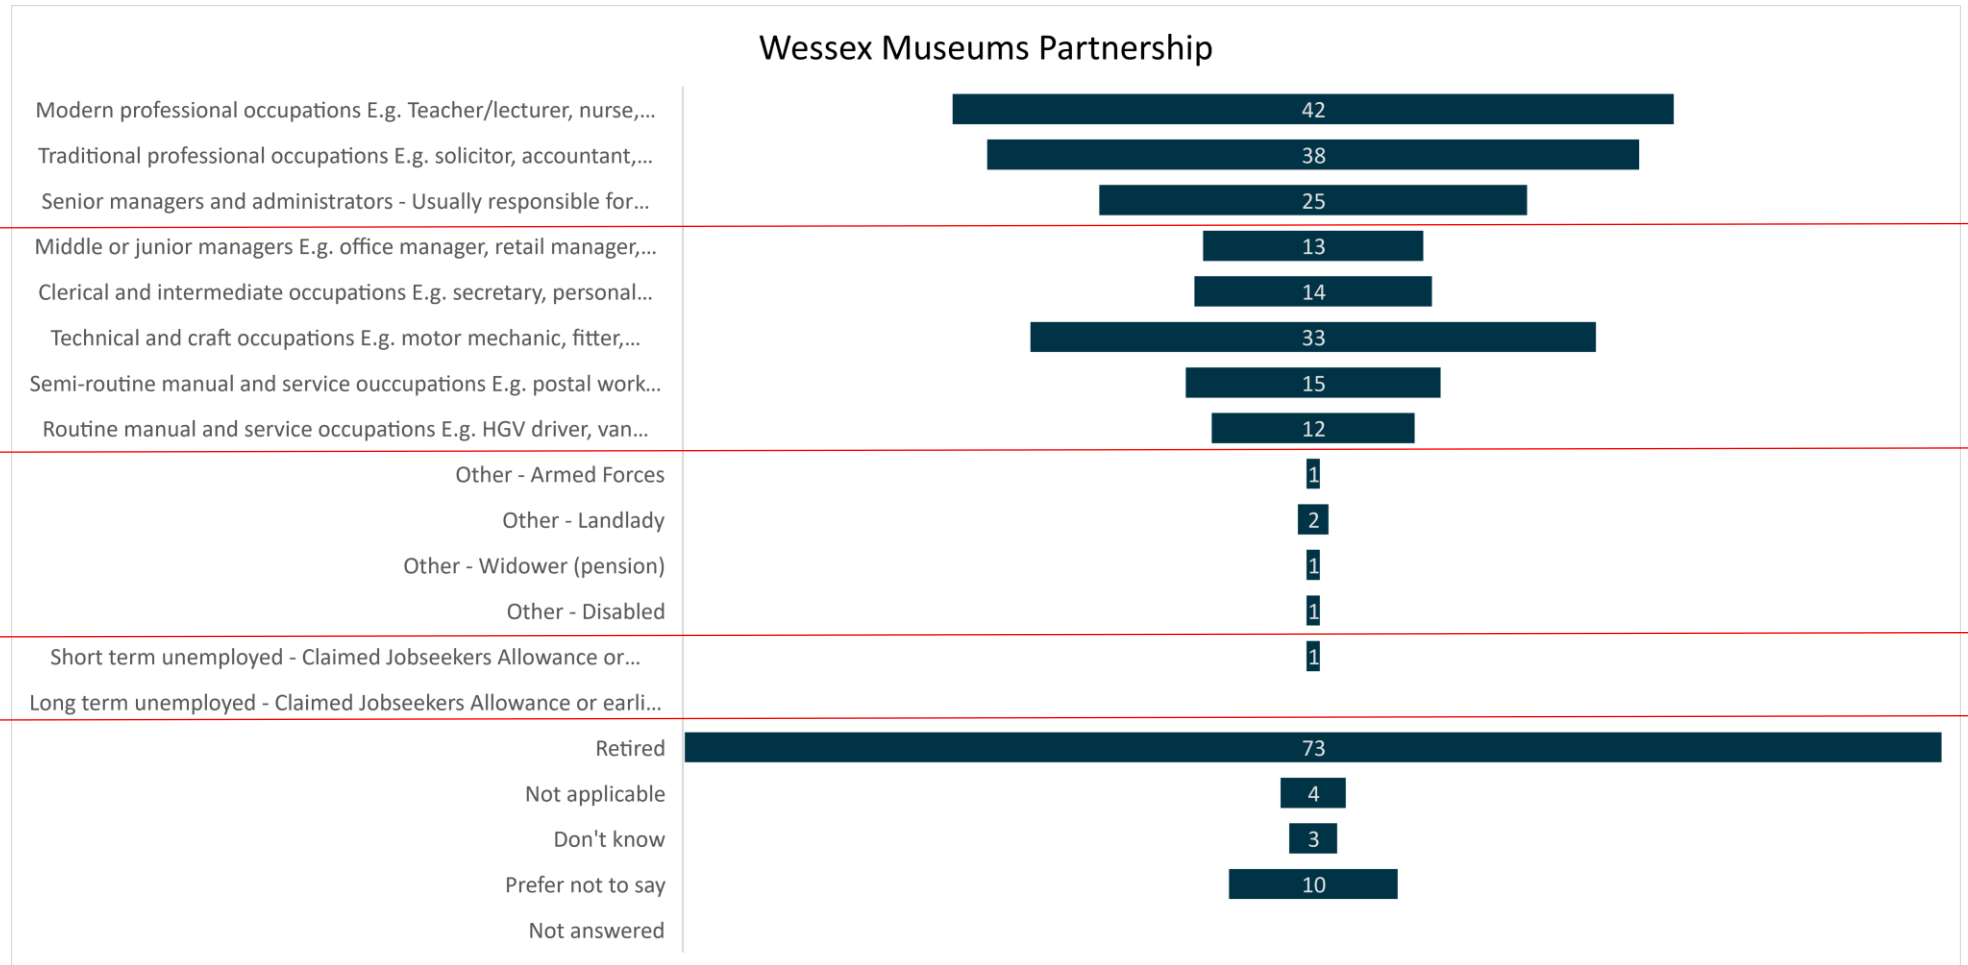 Wessex Museums Partnership
Modern professional occupations E.g. Teacher/lecturer, nurse,... 42
Traditional professional occupations E.g. solicitor, accountant,... 38
Senior managers and administrators - Usually responsible for... 25
Middle or junior managers E.g. office manager, retail manager,... 13
Clerical and intermediate occupations E.g. secretary, personal... 14
Technical and craft occupations E.g. motor mechanic, fitter,... 33
Semi-routine manual and service ouccupations E.g. postal work... 15
Routine manual and service occupations E.g. HGV driver, van... 12
Other - Armed Forces 1
Other - Landlady 2
Other - Widower (pension) 1
Other - Disabled 1
Short term unemployed - Claimed Jobseekers Allowance or... 1
Long term unemployed - Claimed Jobseekers Allowance or earli...
Retired 73
Not applicable 4
Don't know 3
Prefer not to say 10
Not answered